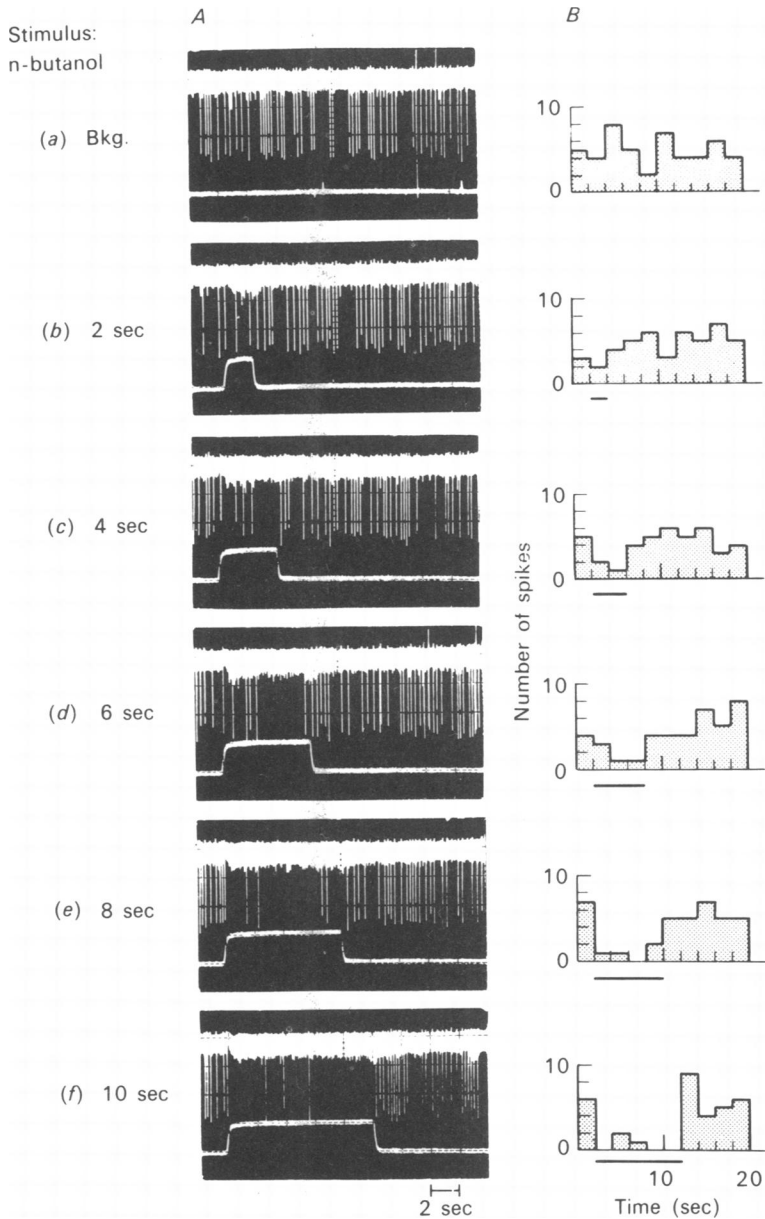 A
B
Stimulus:
n-butanol
(a) Bkg.
10
0
(b) 2 sec
10
0
(c) 4 sec
10
0
Number of spikes
(d) 6 sec
10
0
(e) 8 sec
10
0
(f) 10 sec
10
0
10 20
2 sec
Time (sec)